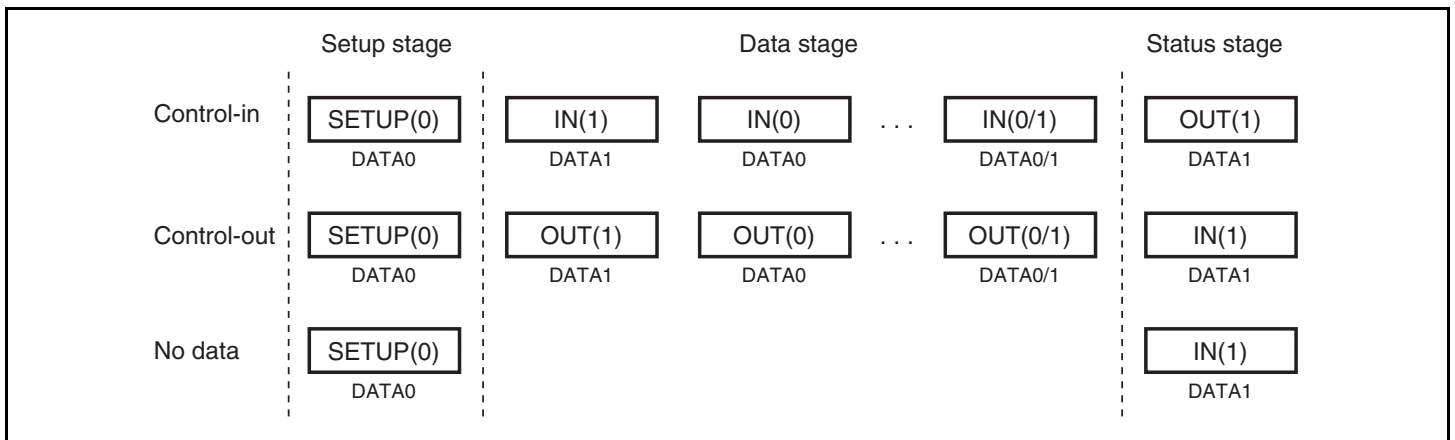 Setup stage Data stage Status stage
Control-in SETUP(0) IN(1) IN(0) . . . IN(0/1) OUT(1)
DATA0 DATA1 DATA0 DATA0/1 DATA1
Control-out SETUP(0) OUT(1) OUT(0) . . . OUT(0/1) IN(1)
DATA0 DATA1 DATA0 DATA0/1 DATA1
No data SETUP(0) IN(1)
DATA0 DATA1